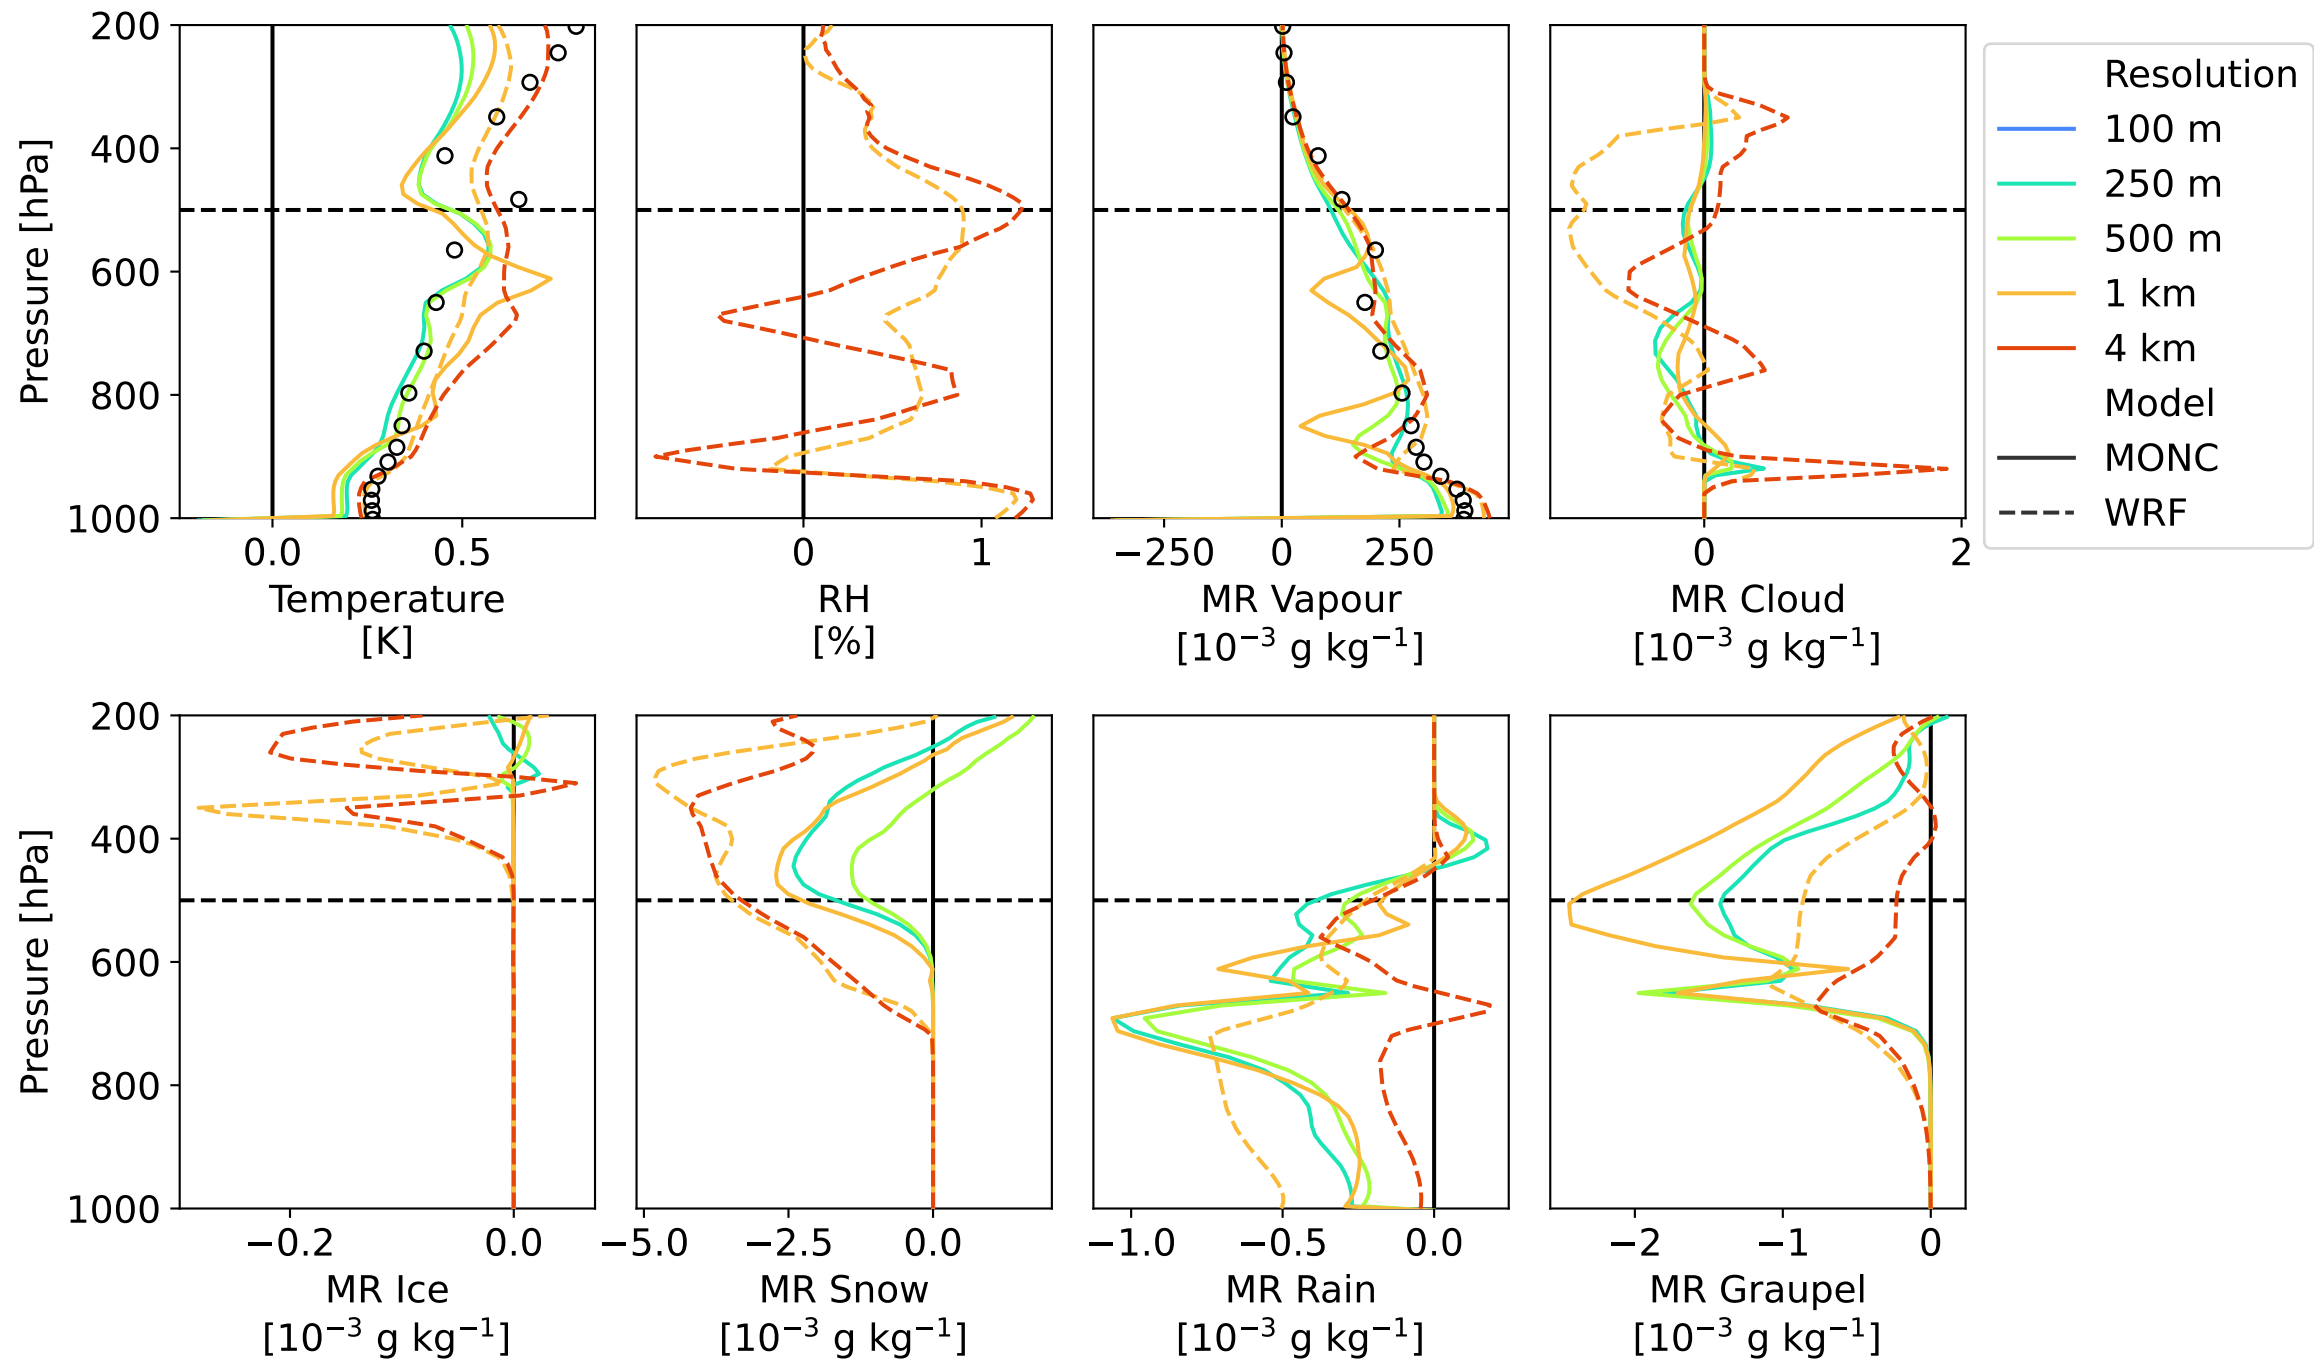 200
400
600
800
1000
Pressure [hPa]
0.0 0.5
Temperature
[K]
0 1
RH
[%]
−250 0 250
MR Vapour
[10⁻³ g kg⁻¹]
0 2
MR Cloud
[10⁻³ g kg⁻¹]
Resolution
100 m
250 m
500 m
1 km
4 km
Model
MONC
WRF
200
400
600
800
1000
Pressure [hPa]
−0.2 0.0
MR Ice
[10⁻³ g kg⁻¹]
−5.0 −2.5 0.0
MR Snow
[10⁻³ g kg⁻¹]
−1.0 −0.5 0.0
MR Rain
[10⁻³ g kg⁻¹]
−2 −1 0
MR Graupel
[10⁻³ g kg⁻¹]